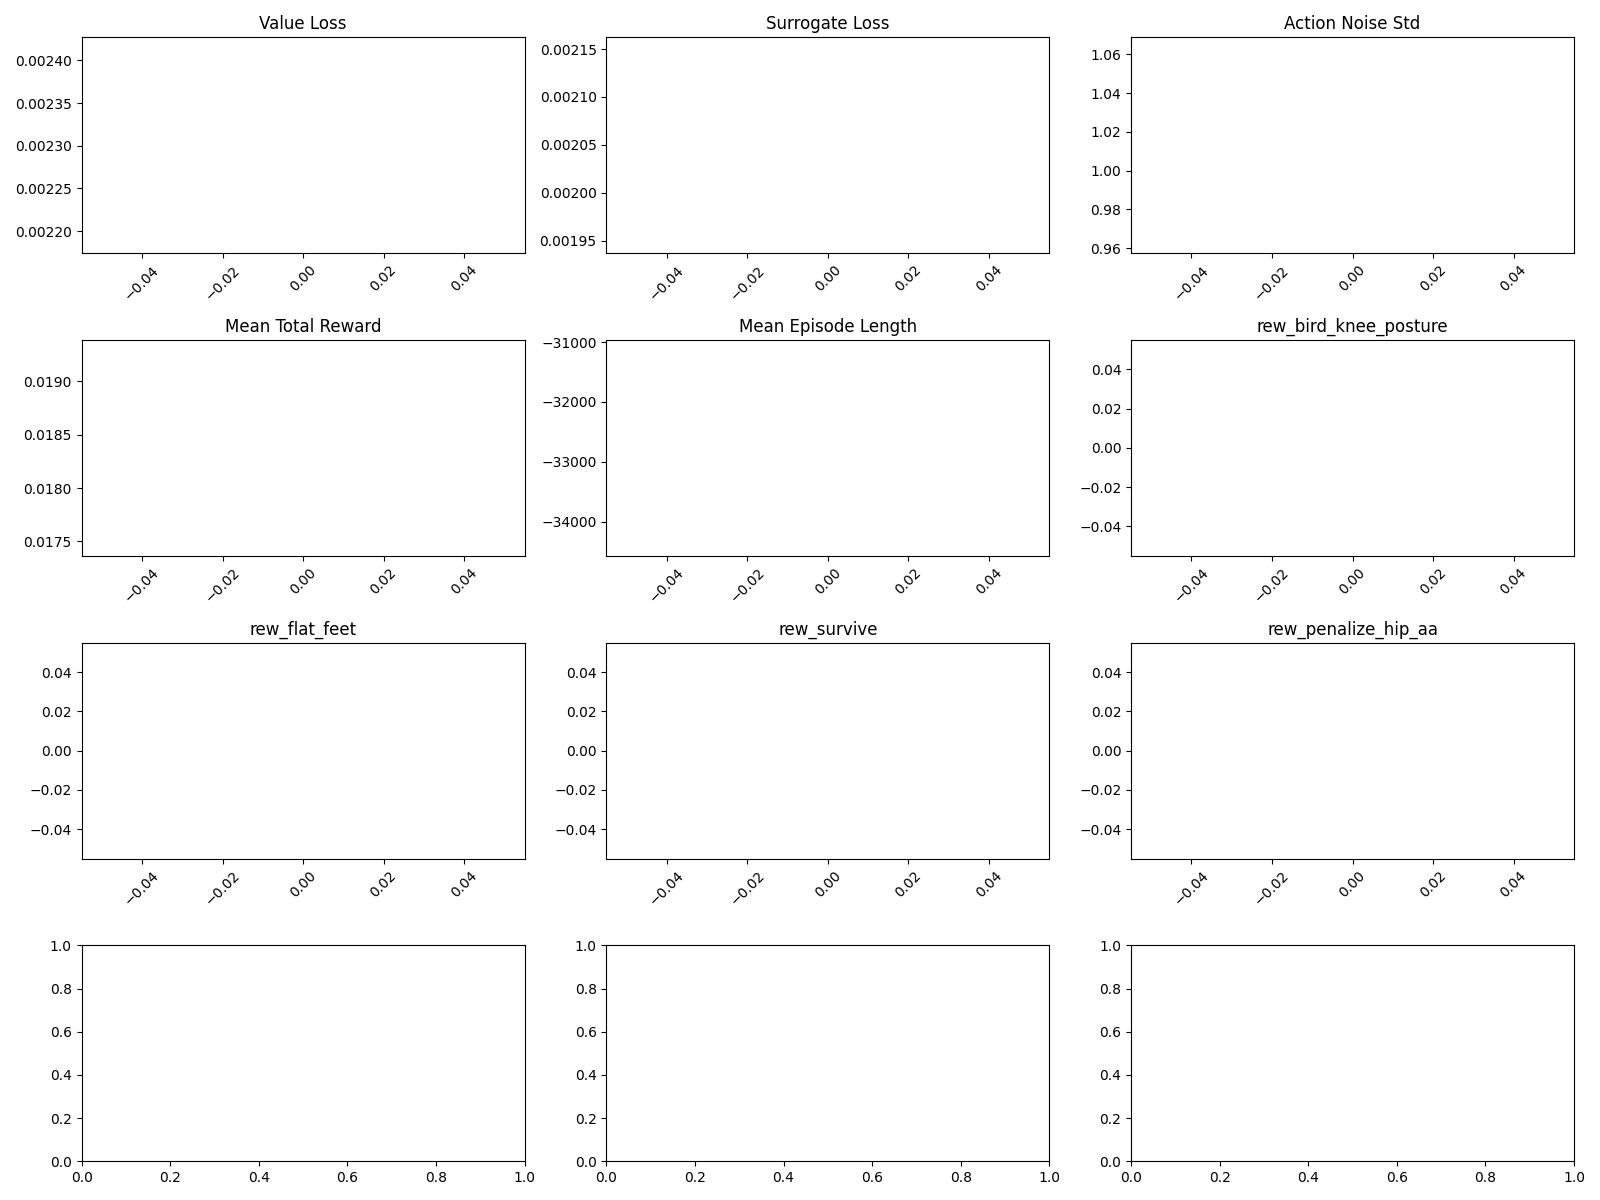 Value Loss
0.00240
0.00235
0.00230
0.00225
0.00220
−0.04 −0.02 0.00 0.02 0.04
Surrogate Loss
0.00215
0.00210
0.00205
0.00200
0.00195
−0.04 −0.02 0.00 0.02 0.04
Action Noise Std
1.06
1.04
1.02
1.00
0.98
0.96
−0.04 −0.02 0.00 0.02 0.04
Mean Total Reward
0.0190
0.0185
0.0180
0.0175
−0.04 −0.02 0.00 0.02 0.04
Mean Episode Length
−31000
−32000
−33000
−34000
−0.04 −0.02 0.00 0.02 0.04
rew_bird_knee_posture
0.04
0.02
0.00
−0.02
−0.04
−0.04 −0.02 0.00 0.02 0.04
rew_flat_feet
0.04
0.02
0.00
−0.02
−0.04
−0.04 −0.02 0.00 0.02 0.04
rew_survive
0.04
0.02
0.00
−0.02
−0.04
−0.04 −0.02 0.00 0.02 0.04
rew_penalize_hip_aa
0.04
0.02
0.00
−0.02
−0.04
−0.04 −0.02 0.00 0.02 0.04
1.0
0.8
0.6
0.4
0.2
0.0
0.0 0.2 0.4 0.6 0.8 1.0
1.0
0.8
0.6
0.4
0.2
0.0
0.0 0.2 0.4 0.6 0.8 1.0
1.0
0.8
0.6
0.4
0.2
0.0
0.0 0.2 0.4 0.6 0.8 1.0